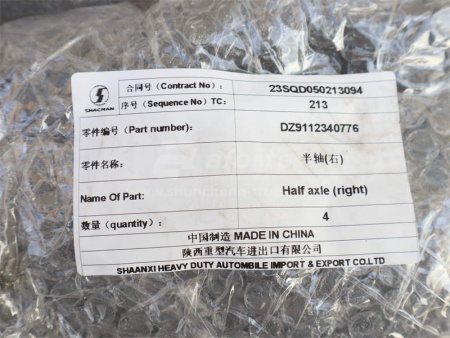 SHACMAN
合同号(Contract No): 23SQD050213094
序号(Sequence No) TC: 213
零件编号(Part number): DZ9112340776
零件名称: 半轴(右)
Name Of Part: Half axle (right)
数量(quantity): 4
中国制造 MADE IN CHINA
陕西重型汽车进出口有限公司
SHAANXI HEAVY DUTY AUTOMBILE IMPORT & EXPORT CO.LTD